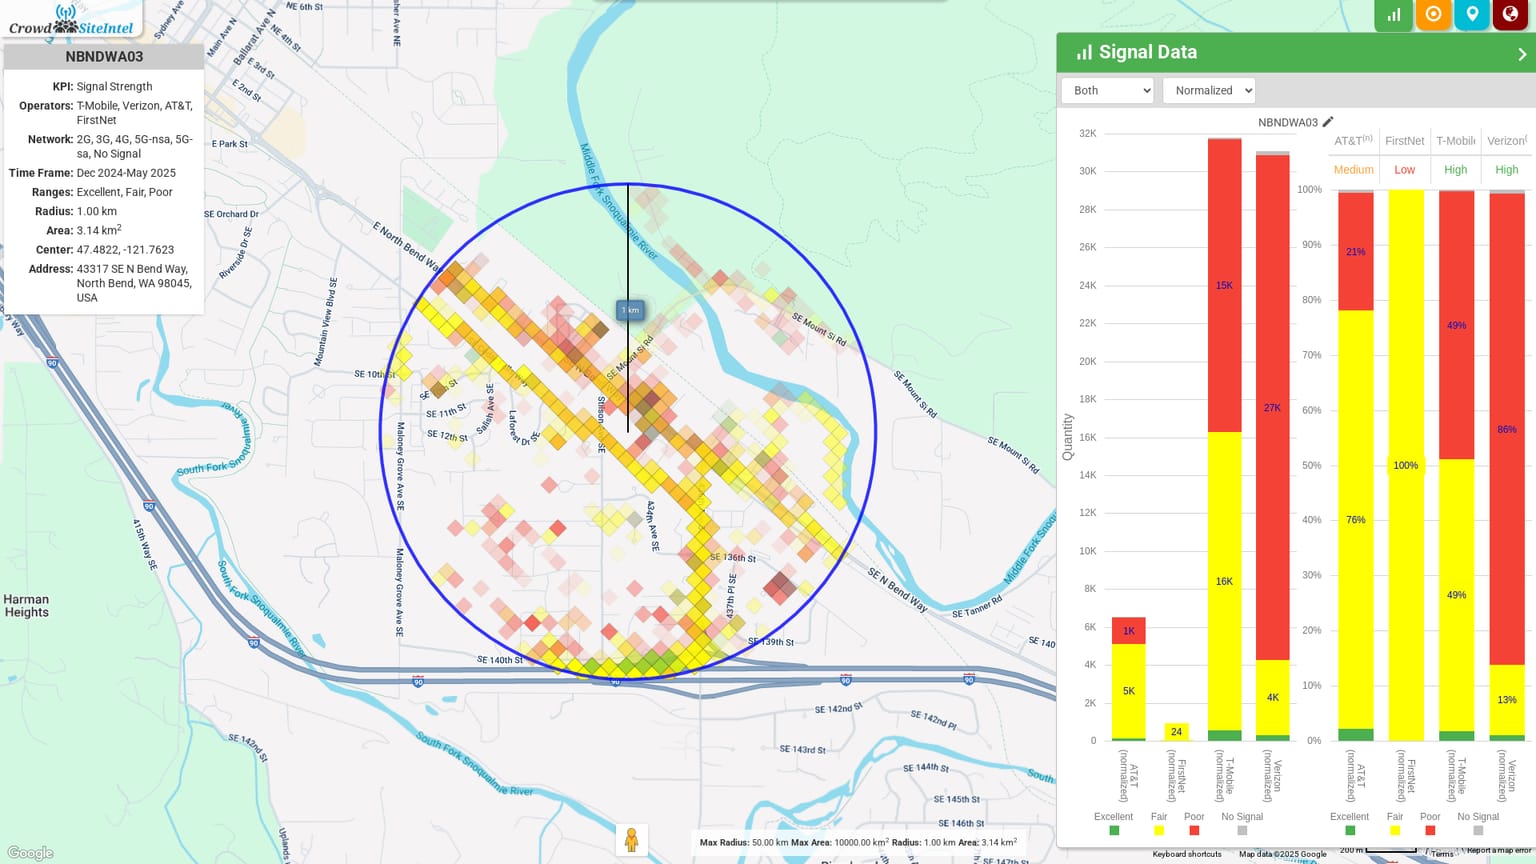 CrowdSiteIntel
NBNDWA03
KPI: Signal Strength
Operators: T-Mobile, Verizon, AT&T,
FirstNet
Network: 2G, 3G, 4G, 5G-nsa, 5G-
sa, No Signal
Time Frame: Dec 2024-May 2025
Ranges: Excellent, Fair, Poor
Radius: 1.00 km
Area: 3.14 km²
Center: 47.4822, -121.7623
Address: 43317 SE N Bend Way,
North Bend, WA 98045,
USA
NE 6th St
Sydney Ave
Main Ave N
Ballarat Ave N
NE 4th St
E 3rd St
E 2nd St
E Park St
SE Orchard Dr
Riverside Dr SE
E North Bend Way
Mountain View Blvd SE
Middle Fork Snoqualmie River
1 km
SE Mount Si Rd
SE Mount Si Rd
SE Mount Si Rd
SE Mount Si Rd
90
SE 10th St
SE 11th St
SE 12th St
Salish Ave SE
Laforest Dr SE
Maloney Grove Ave SE
Maloney Grove Ave SE
South Fork Snoqualmie River
90
415th Way SE
434th Ave SE
SE 136th St
437th Pl SE
SE N Bend Way
SE Tanner Rd
Middle Fork Snoqu
Harman
Heights
South Fork Snoqualmie River
90
SE 139th St
SE 140th St
90
90
90
90
SE 140
SE 142nd St
SE 142nd St
SE 142nd Pl
SE 143rd St
SE 144th St
SE 145th St
SE 146th St
SE 147th St
South Fork Snoqualmie River
South
Uplands
Google
Max Radius: 50.00 km Max Area: 10000.00 km² Radius: 1.00 km Area: 3.14 km²
Keyboard shortcuts
Map data ©2025 Google
200 m
Terms
Report a map error
Signal Data
Both
Normalized
NBNDWA03
32K
30K
28K
26K
24K
22K
20K
18K
16K
14K
12K
10K
8K
6K
4K
2K
0
Quantity
1K
5K
24
15K
16K
27K
4K
AT&T
(normalized)
FirstNet
(normalized)
T-Mobile
(normalized)
Verizon
(normalized)
Excellent
Fair
Poor
No Signal
AT&T(n)
FirstNet
T-Mobile
Verizon(
Medium
Low
High
High
100%
90%
80%
70%
60%
50%
40%
30%
20%
10%
0%
21%
76%
100%
49%
49%
86%
13%
AT&T
(normalized)
FirstNet
(normalized)
T-Mobile
(normalized)
Verizon
(normalized)
Excellent
Fair
Poor
No Signal